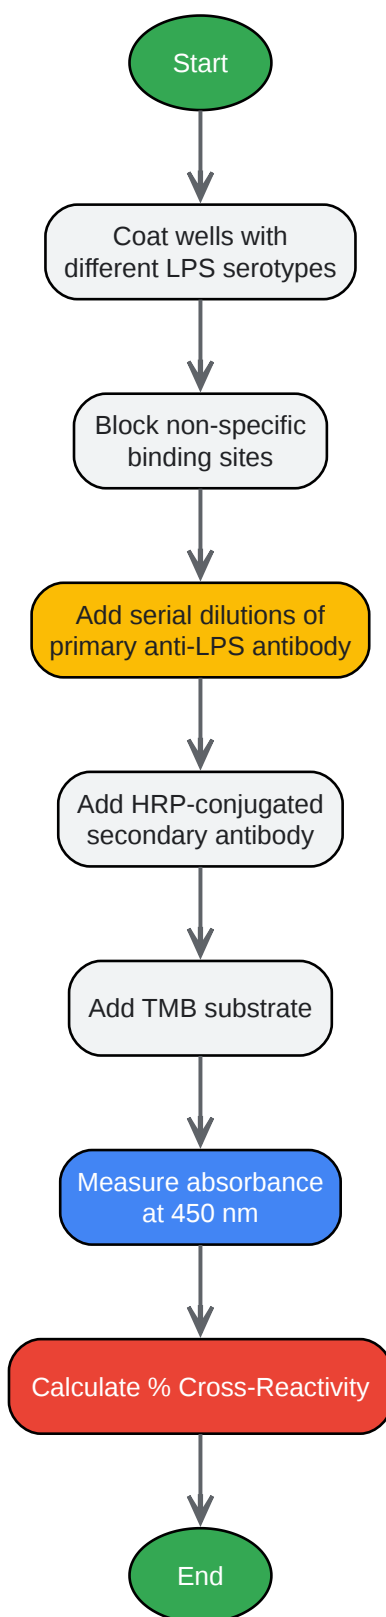 Start
Coat wells with
different LPS serotypes
Block non-specific
binding sites
Add serial dilutions of
primary anti-LPS antibody
Add HRP-conjugated
secondary antibody
Add TMB substrate
Measure absorbance
at 450 nm
Calculate % Cross-Reactivity
End